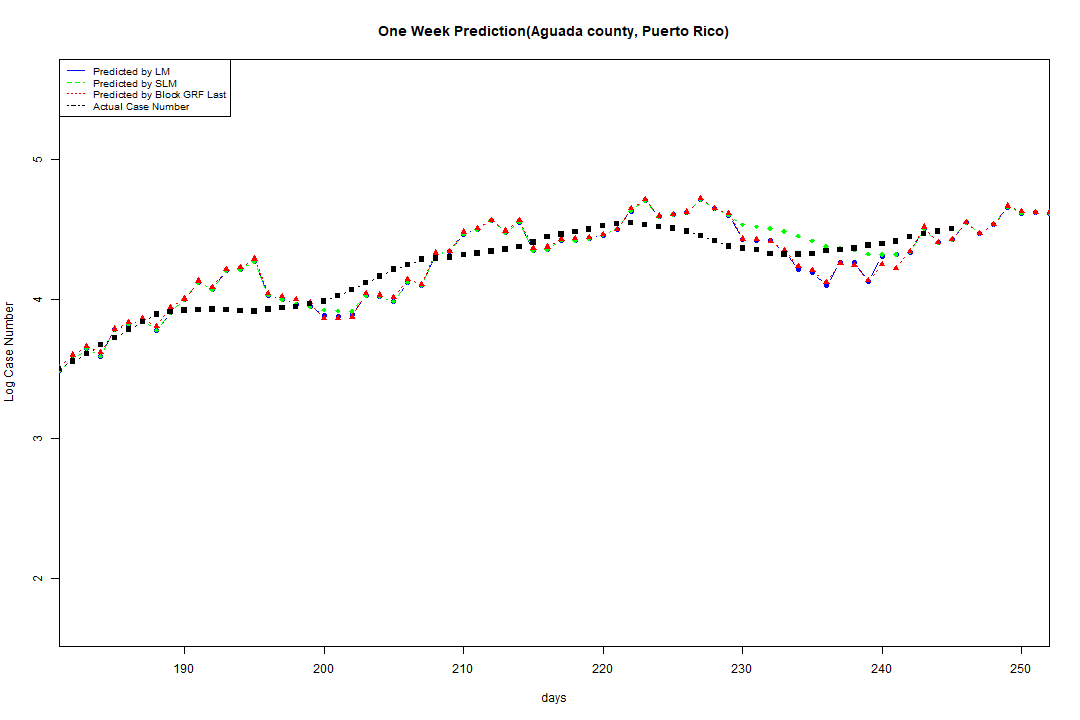 One Week Prediction(Aguada county, Puerto Rico)
Predicted by LM
Predicted by SLM
Predicted by Block GRF Last
Actual Case Number
5
4
3
2
Log Case Number
190 200 210 220 230 240 250
days